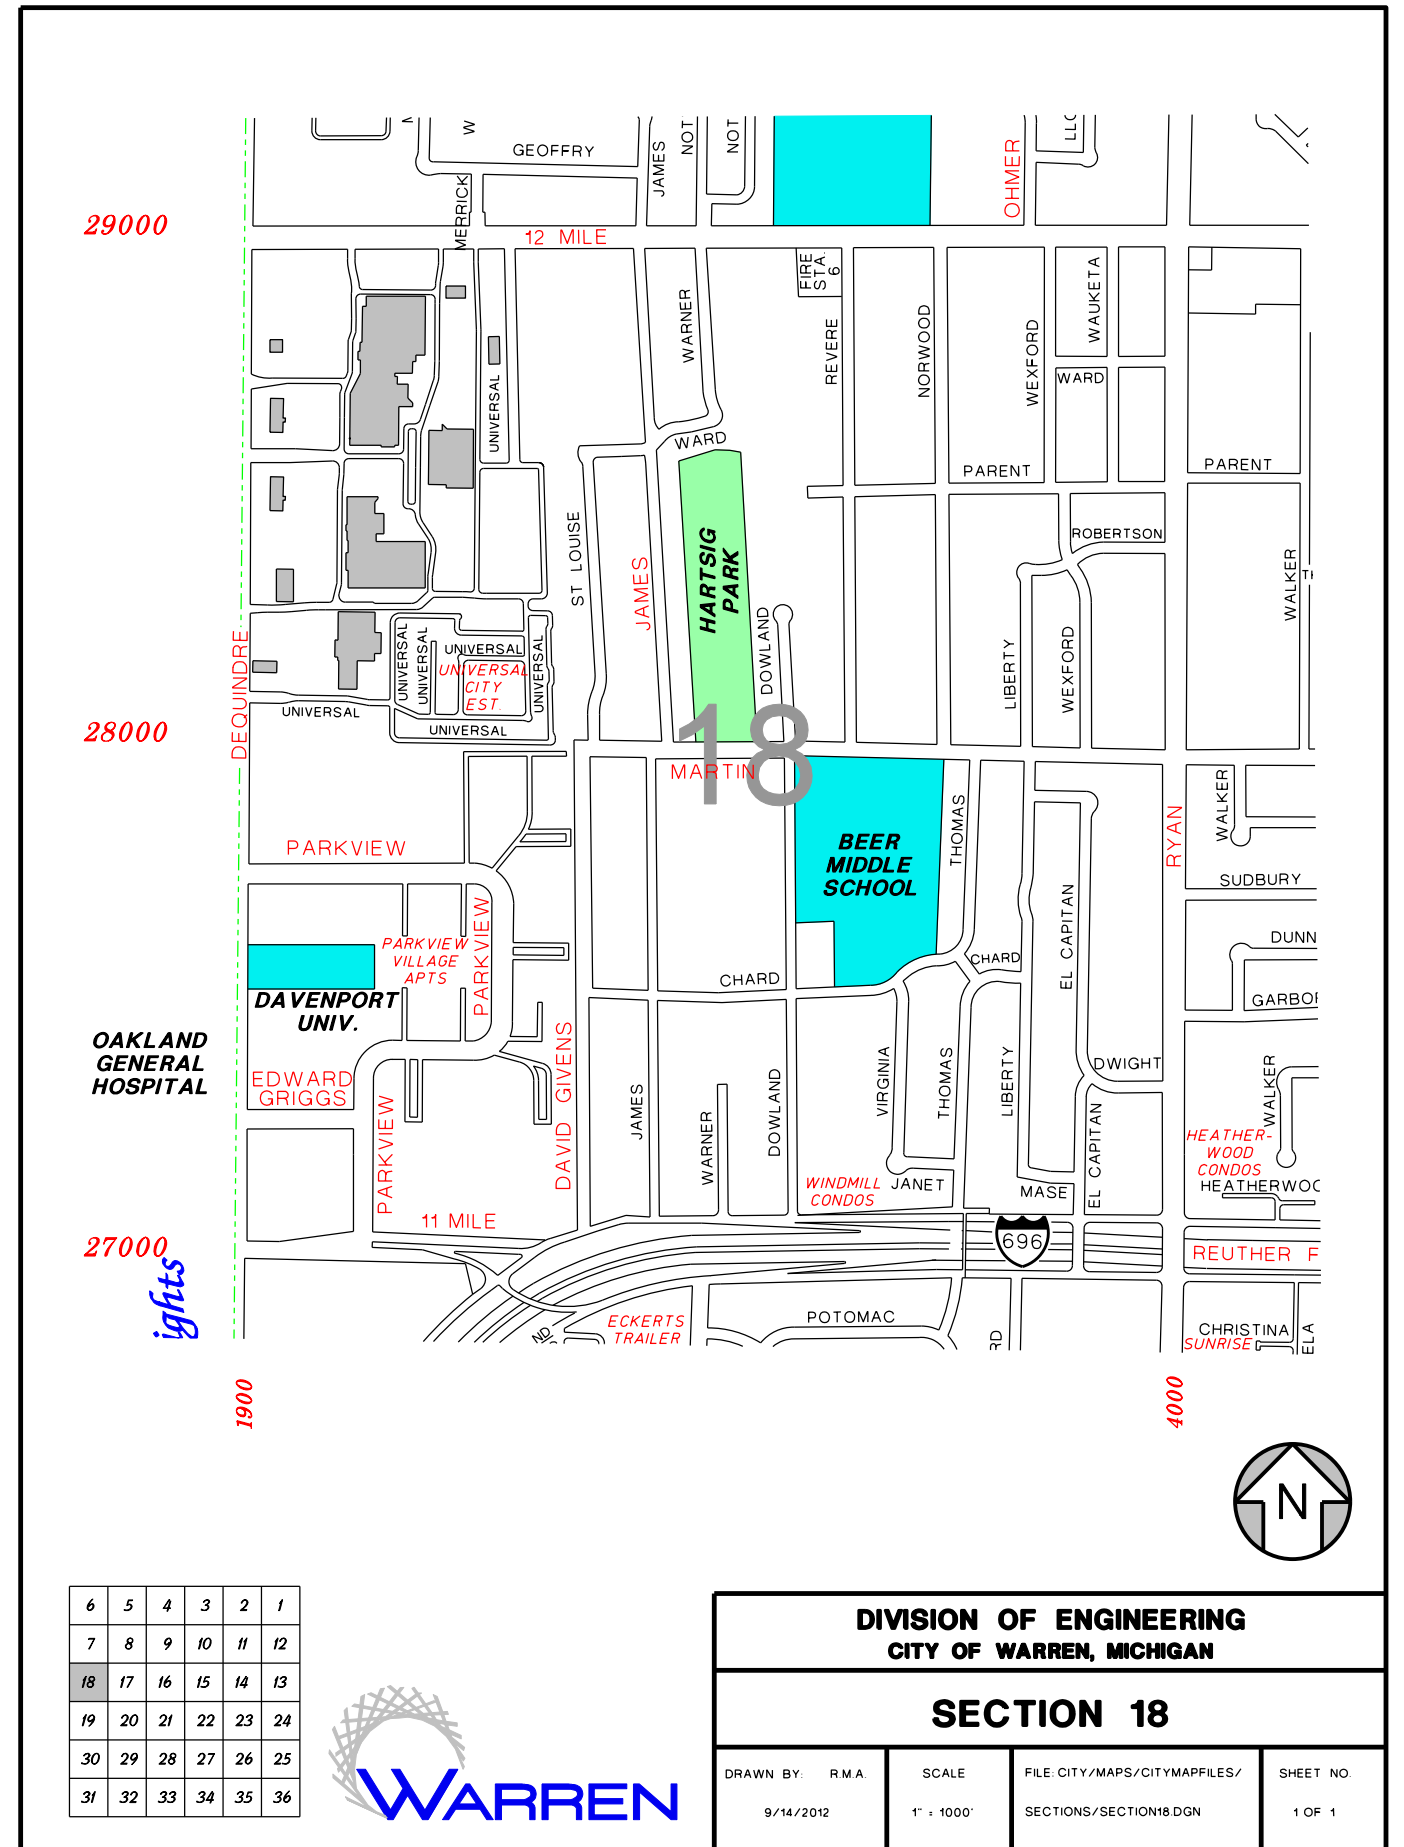 GEOFFRY
JAMES
NOT
NOT
OHMER
MERRICK
29000
12 MILE
FIRE
STA.
6
WAUKETA
WARNER
REVERE
NORWOOD
WEXFORD
WARD
UNIVERSAL
WARD
PARENT
PARENT
ROBERTSON
ST LOUISE
JAMES
HARTSIG
PARK
WALKER
DOWLAND
LIBERTY
WEXFORD
DEQUINDRE
UNIVERSAL
UNIVERSAL
UNIVERSAL
UNIVERSAL
UNIVERSAL
CITY
EST.
UNIVERSAL
UNIVERSAL
28000
18
MARTIN
THOMAS
WALKER
RYAN
PARKVIEW
BEER
MIDDLE
SCHOOL
SUDBURY
EL CAPITAN
PARKVIEW
PARKVIEW
VILLAGE
APTS
DUNN
CHARD
CHARD
GARBOR
DAVENPORT
UNIV.
OAKLAND
GENERAL
HOSPITAL
EDWARD
GRIGGS
DAVID GIVENS
JAMES
WARNER
DOWLAND
VIRGINIA
THOMAS
LIBERTY
DWIGHT
EL CAPITAN
WALKER
PARKVIEW
HEATHER-
WOOD
CONDOS
HEATHERWOO
WINDMILL
CONDOS
JANET
MASE
11 MILE
27000
696
REUTHER F
ights
ECKERTS
TRAILER
POTOMAC
ND
RD
CHRISTINA
SUNRISE
ELA
1900
4000
N
6 5 4 3 2 1
7 8 9 10 11 12
18 17 16 15 14 13
19 20 21 22 23 24
30 29 28 27 26 25
31 32 33 34 35 36
WARREN
DIVISION OF ENGINEERING
CITY OF WARREN, MICHIGAN
SECTION 18
DRAWN BY: R.M.A.
9/14/2012
SCALE
1" = 1000'
FILE: CITY/MAPS/CITYMAPFILES/
SECTIONS/SECTION18.DGN
SHEET NO.
1 OF 1